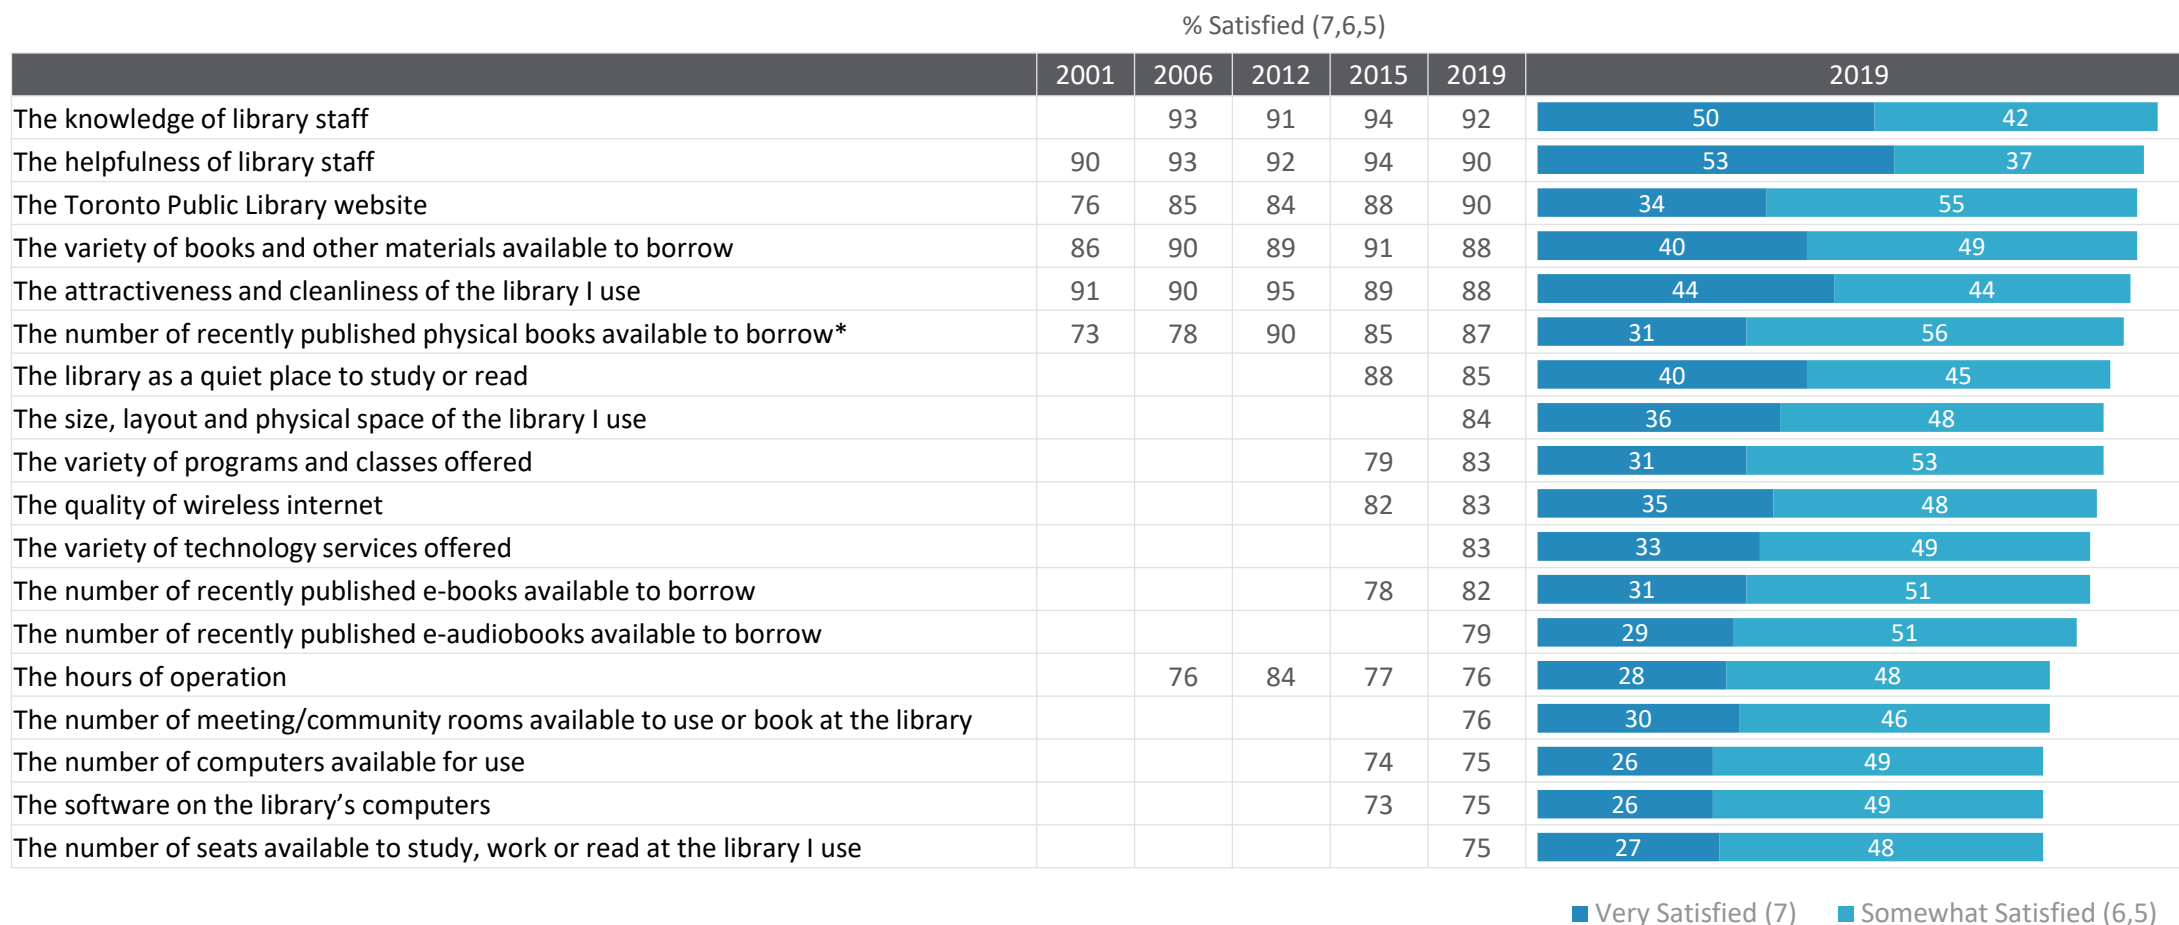 % Satisfied (7,6,5)
2001 2006 2012 2015 2019 2019
The knowledge of library staff 93 91 94 92 50 42
The helpfulness of library staff 90 93 92 94 90 53 37
The Toronto Public Library website 76 85 84 88 90 34 55
The variety of books and other materials available to borrow 86 90 89 91 88 40 49
The attractiveness and cleanliness of the library I use 91 90 95 89 88 44 44
The number of recently published physical books available to borrow* 73 78 90 85 87 31 56
The library as a quiet place to study or read 88 85 40 45
The size, layout and physical space of the library I use 84 36 48
The variety of programs and classes offered 79 83 31 53
The quality of wireless internet 82 83 35 48
The variety of technology services offered 83 33 49
The number of recently published e-books available to borrow 78 82 31 51
The number of recently published e-audiobooks available to borrow 79 29 51
The hours of operation 76 84 77 76 28 48
The number of meeting/community rooms available to use or book at the library 76 30 46
The number of computers available for use 74 75 26 49
The software on the library’s computers 73 75 26 49
The number of seats available to study, work or read at the library I use 75 27 48
Very Satisfied (7) Somewhat Satisfied (6,5)